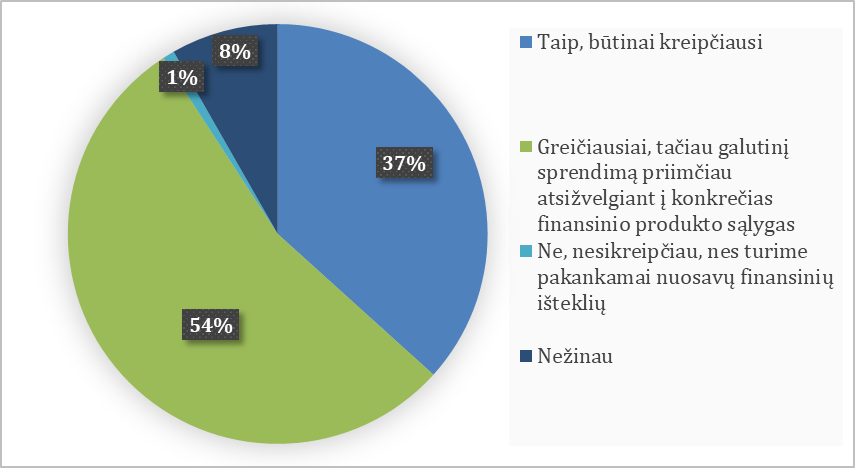 8%
1%
37%
54%
Taip, būtinai kreipčiausi
Greičiausiai, tačiau galutinį
sprendimą priimčiau
atsižvelgiant į konkrečias
finansinio produkto sąlygas
Ne, nesikreipčiau, nes turime
pakankamai nuosavų finansinių
išteklių
Nežinau